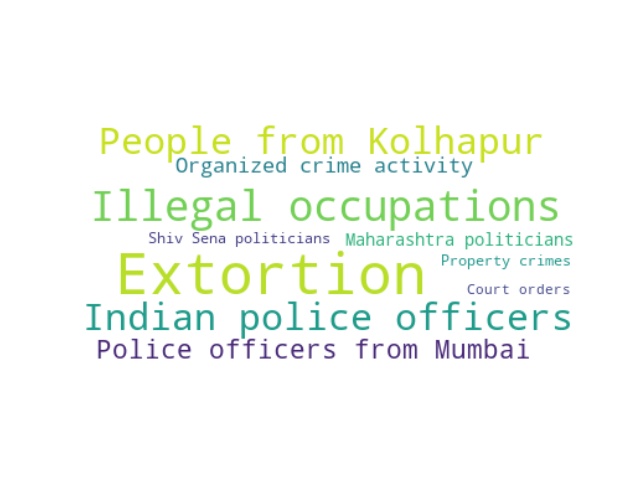 People from Kolhapur
Organized crime activity
Illegal occupations
Shiv Sena politicians
Maharashtra politicians
Extortion
Property crimes
Court orders
Indian police officers
Police officers from Mumbai